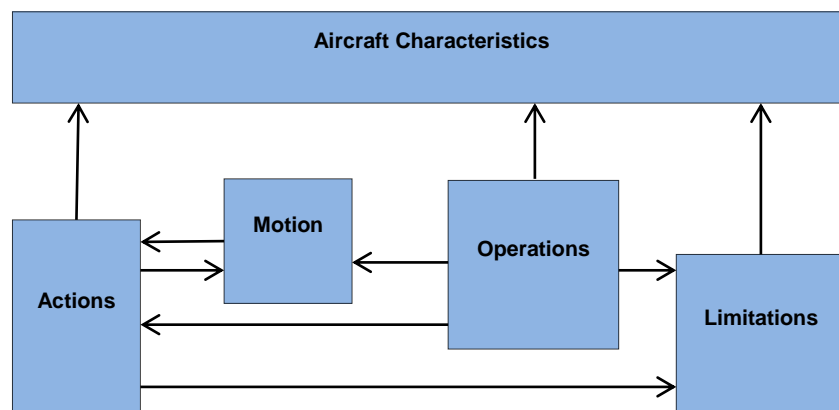 Aircraft Characteristics
Motion
Operations
Actions
Limitations